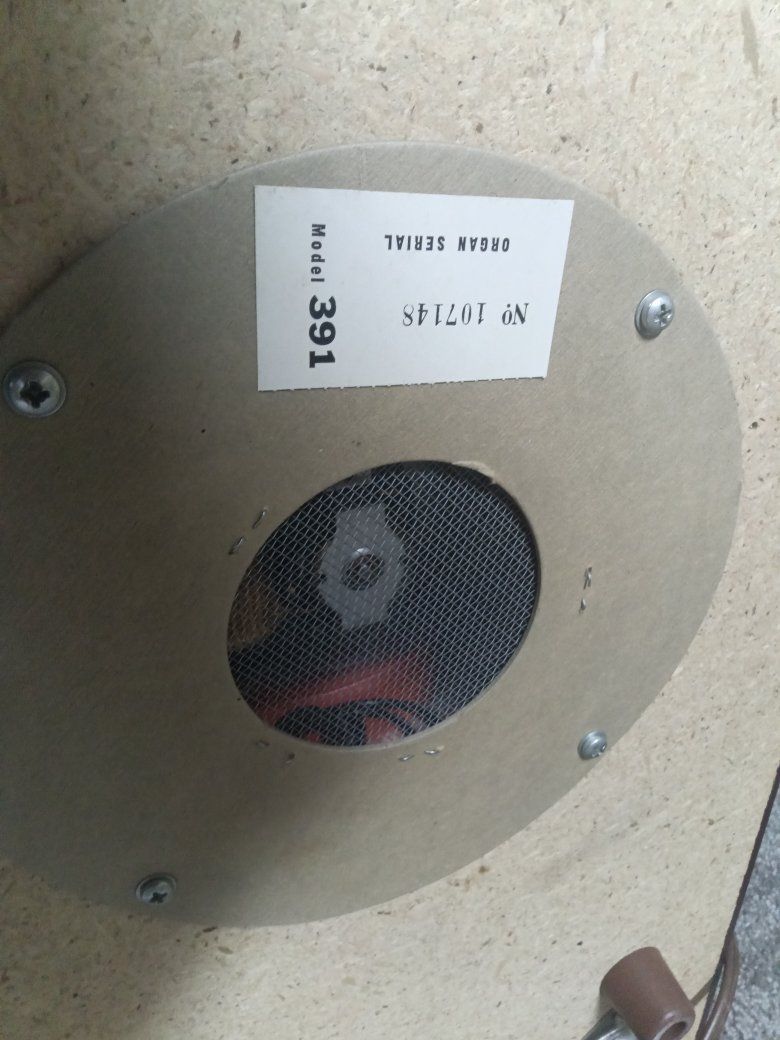 ORGAN SERIAL
Nº 107148
Model 391